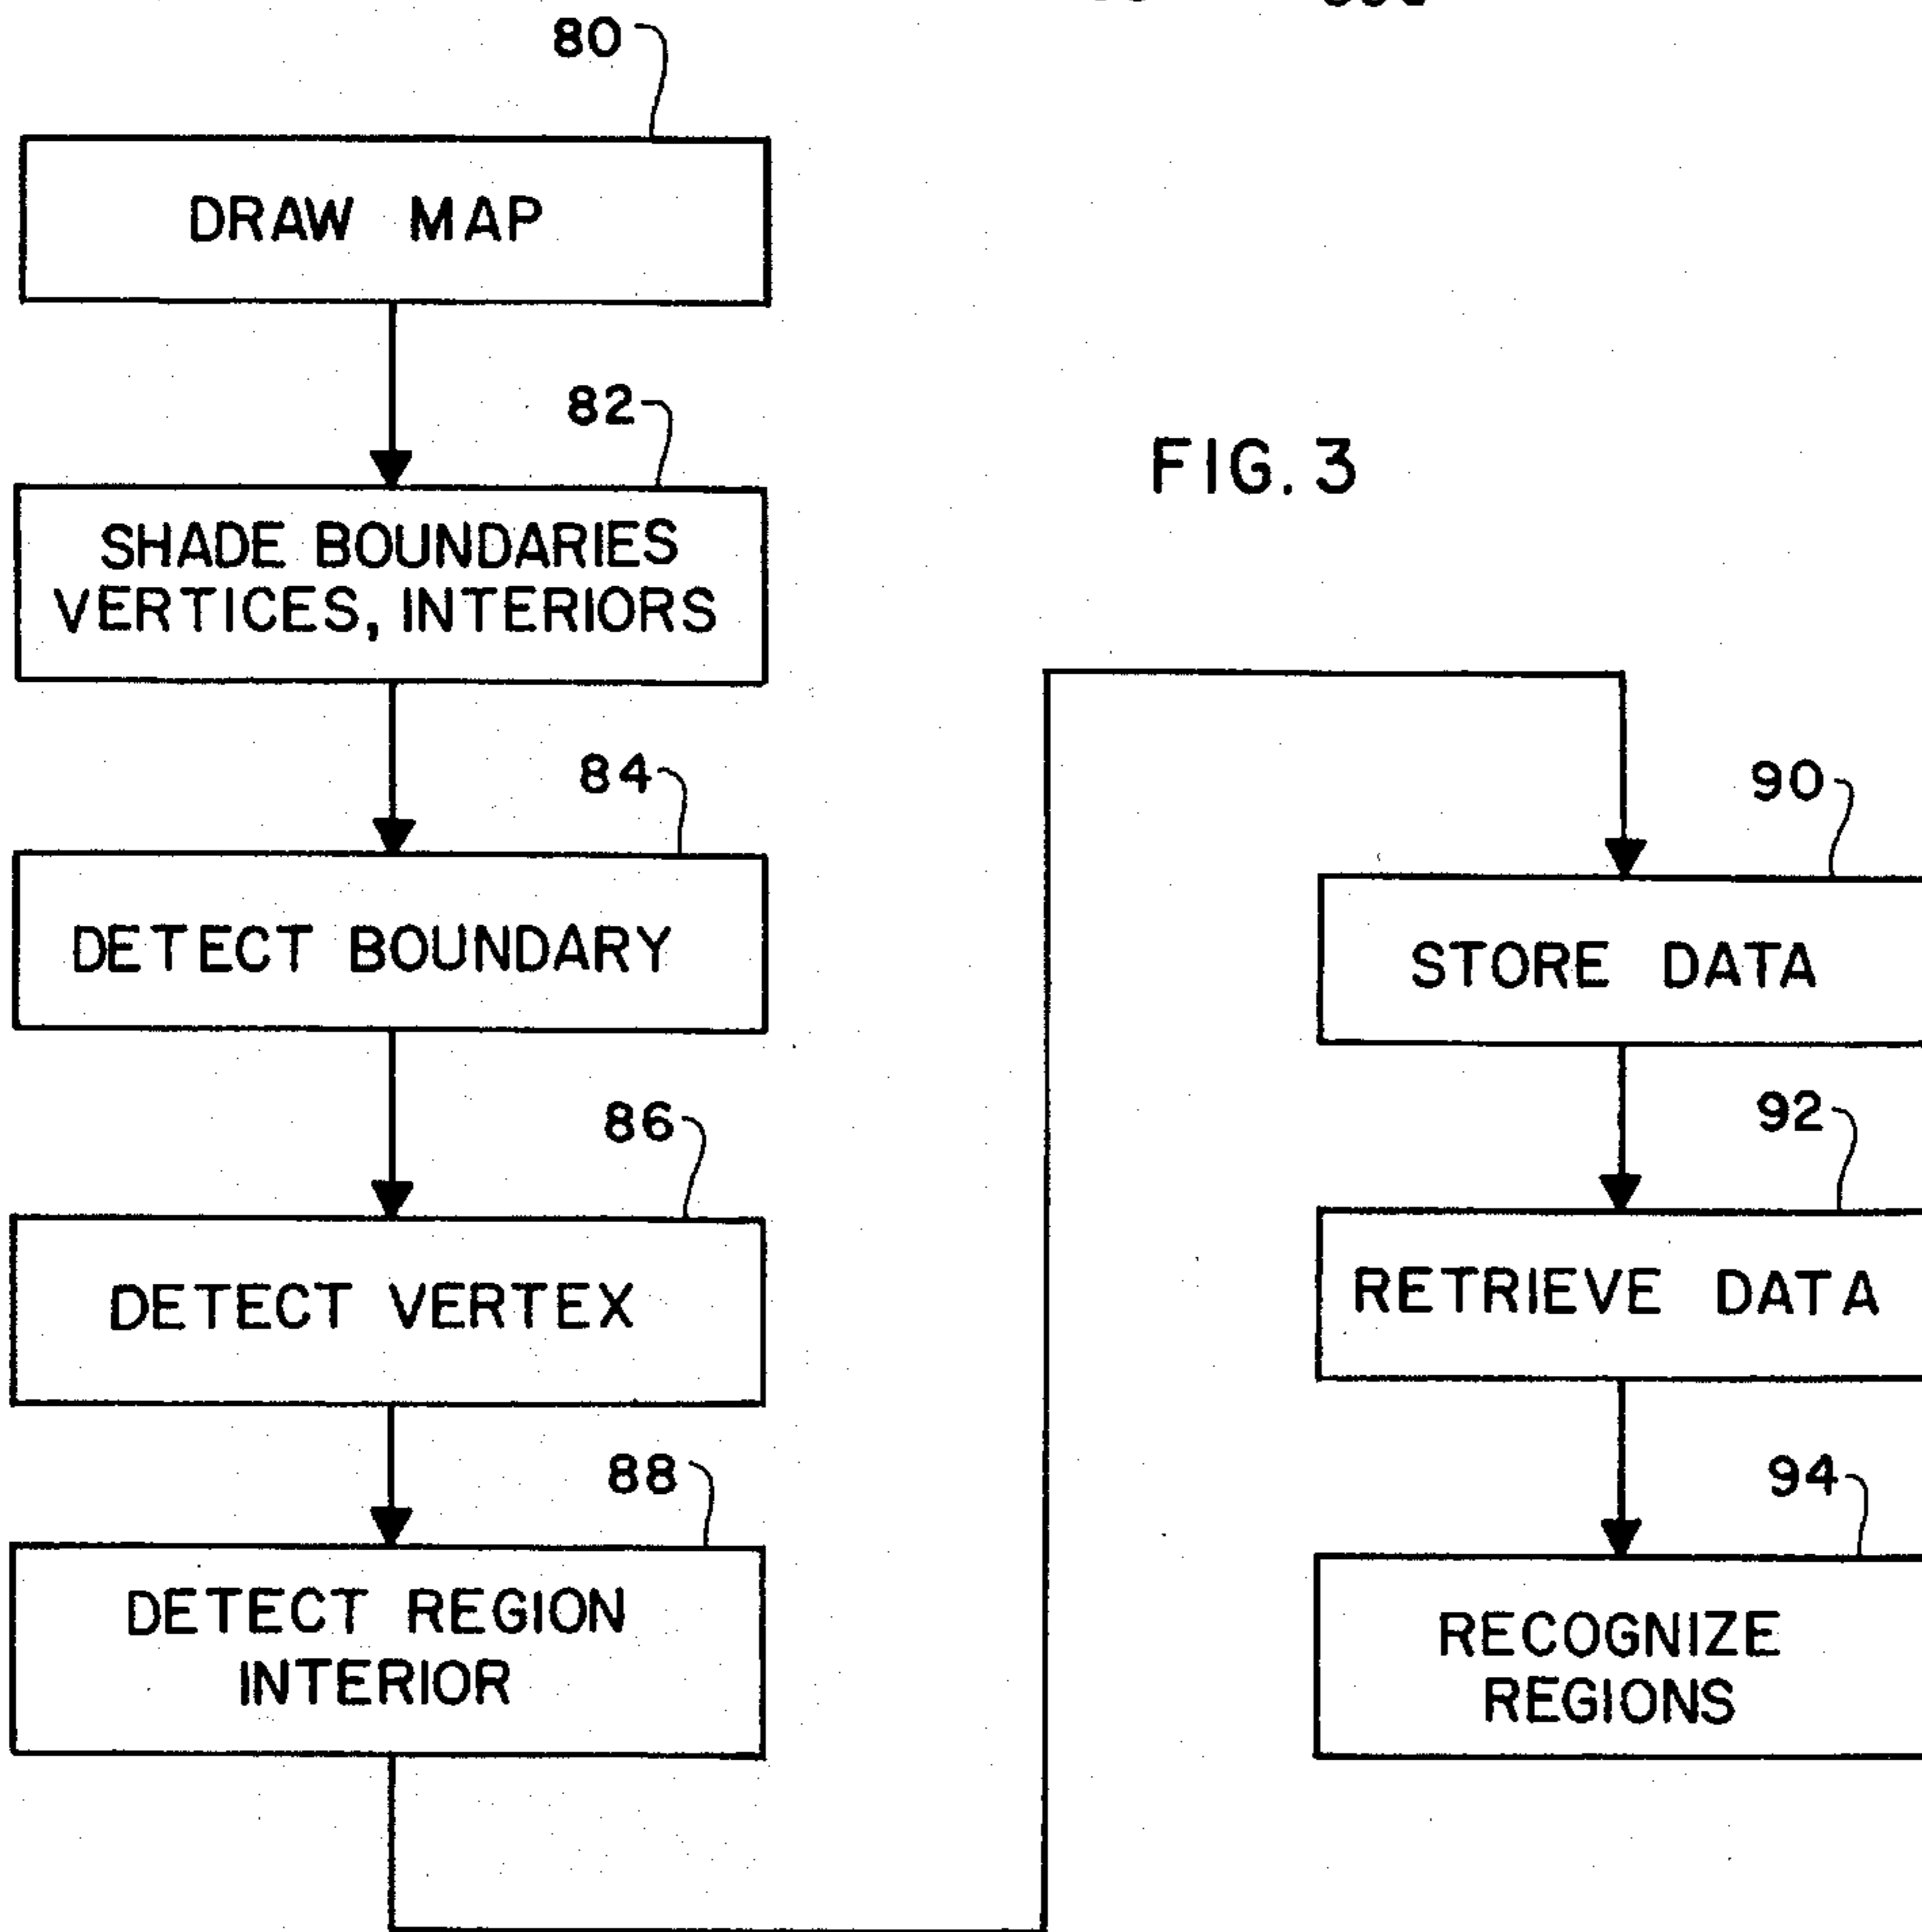 80
DRAW MAP
82
SHADE BOUNDARIES
VERTICES, INTERIORS
84
DETECT BOUNDARY
86
DETECT VERTEX
88
DETECT REGION
INTERIOR
FIG. 3
90
STORE DATA
92
RETRIEVE DATA
94
RECOGNIZE
REGIONS